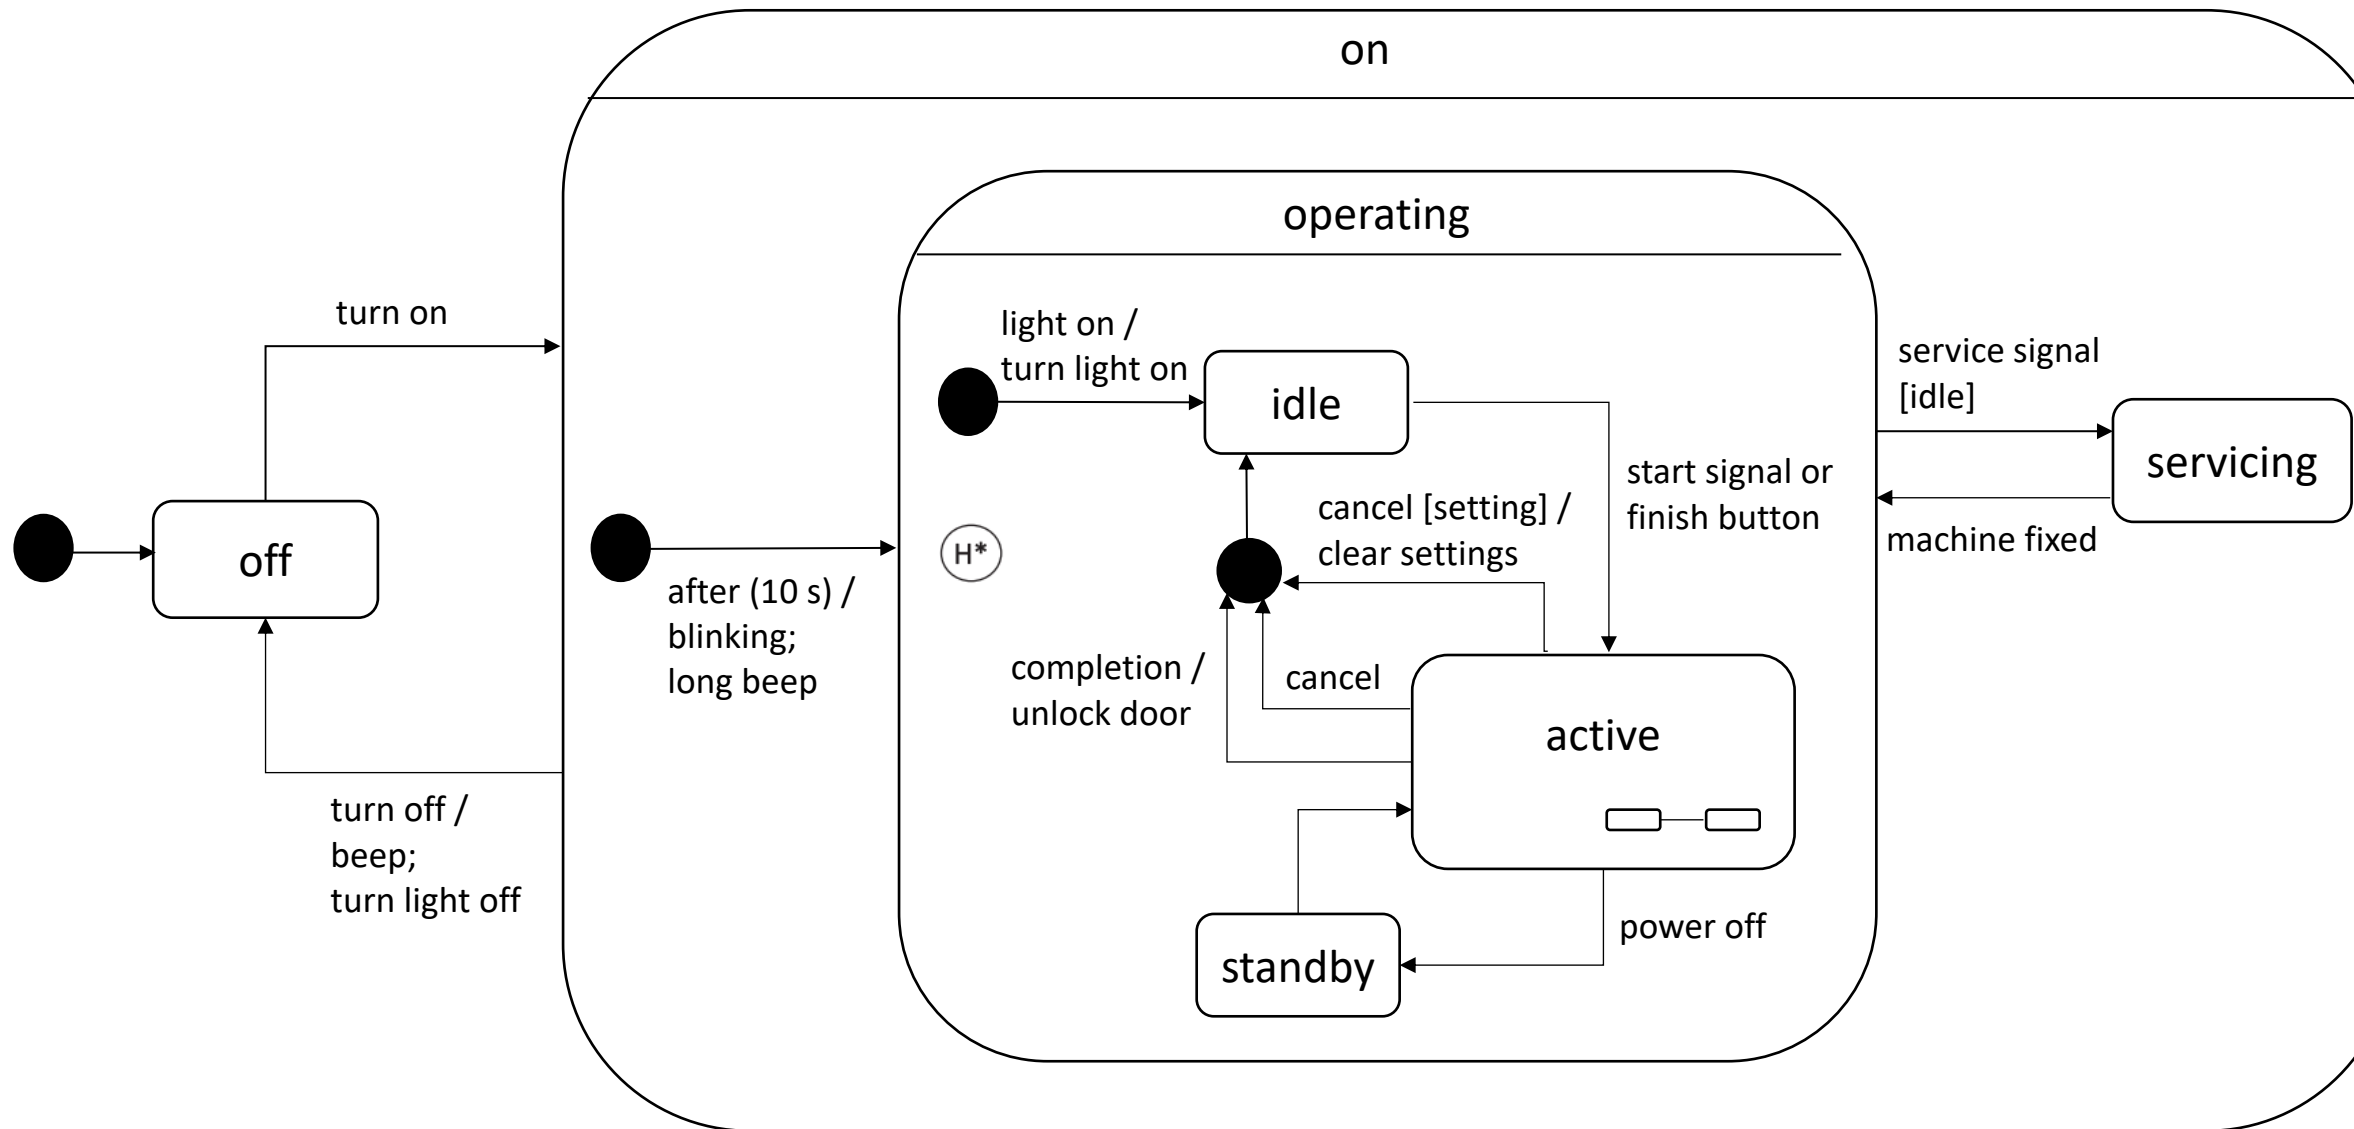 on
operating
turn on
light on /
turn light on
idle
service signal
[idle]
servicing
machine fixed
start signal or
finish button
cancel [setting] /
clear settings
off
H*
after (10 s) /
blinking;
long beep
completion /
unlock door
cancel
active
turn off /
beep;
turn light off
power off
standby